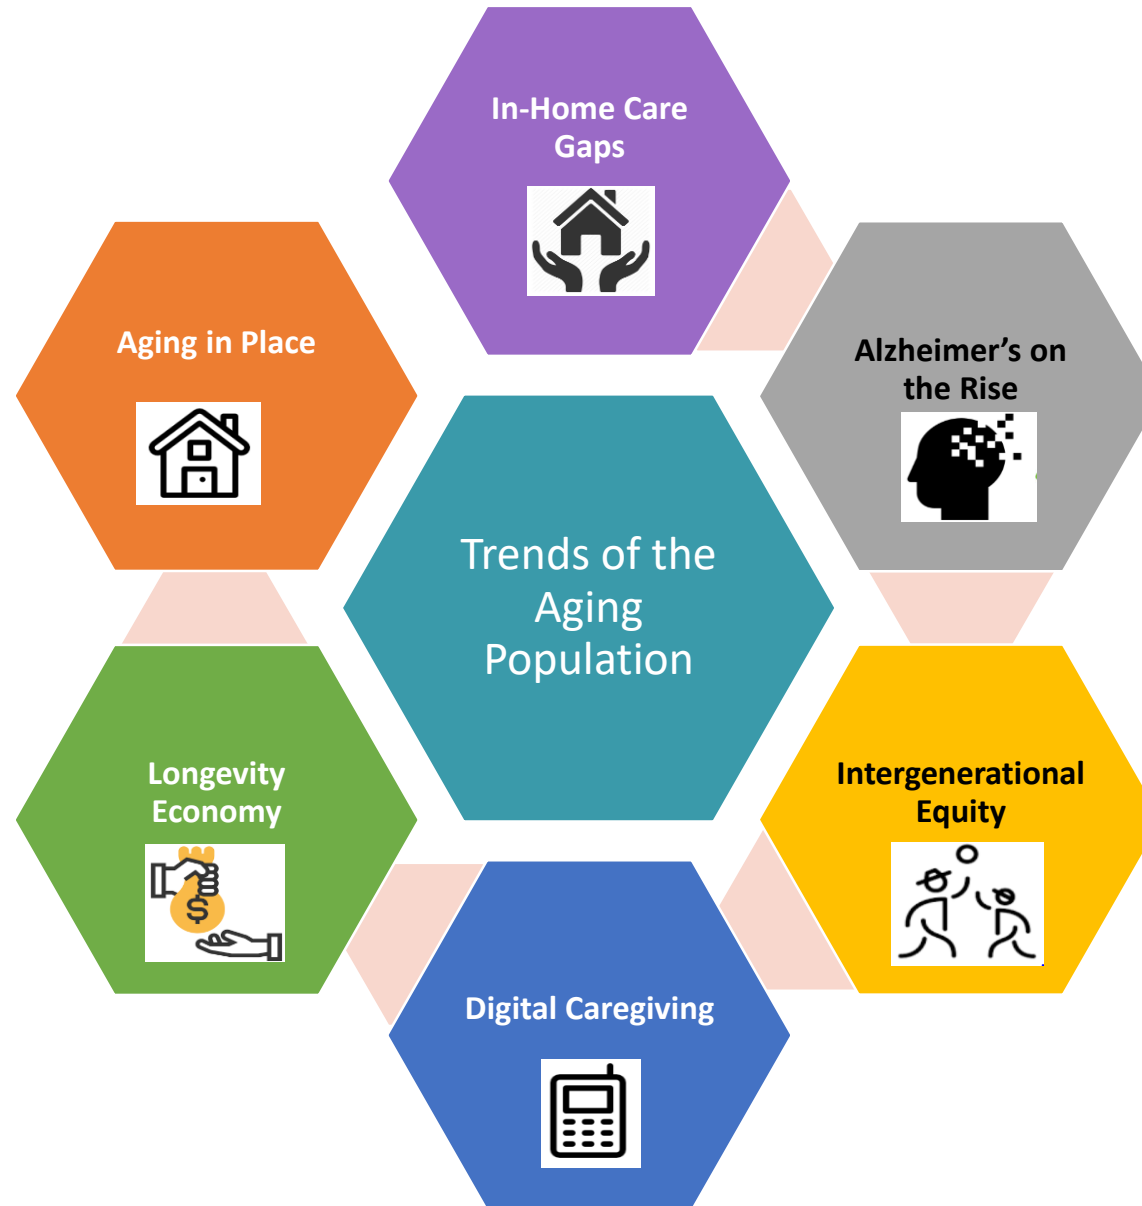 In-Home Care
Gaps
Aging in Place
Alzheimer’s on
the Rise
Trends of the
Aging
Population
Longevity
Economy
$
Intergenerational
Equity
Digital Caregiving